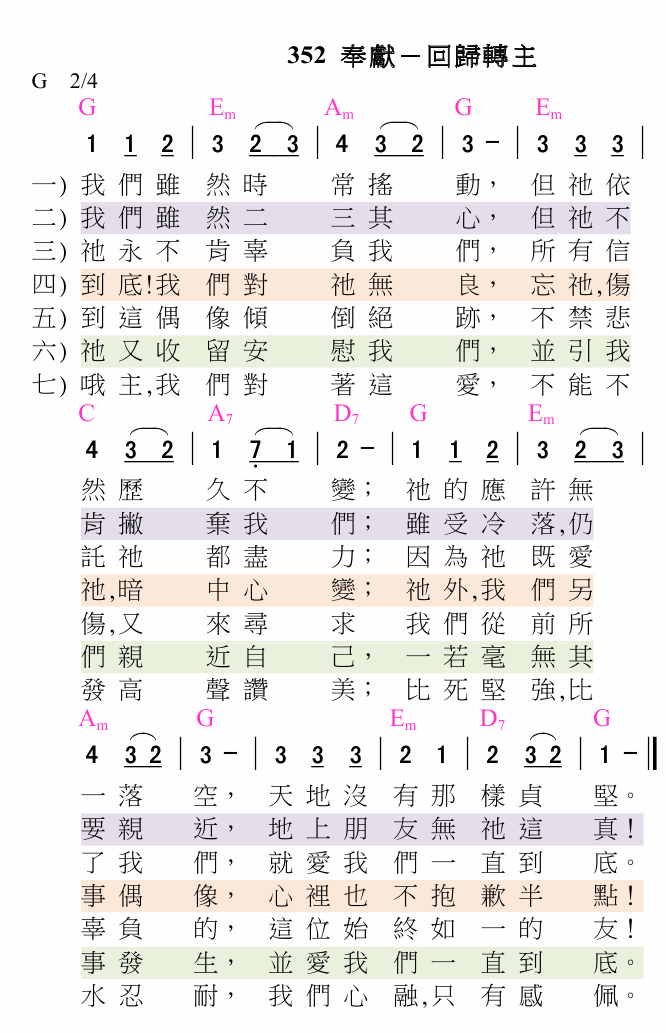 352 奉獻－回歸轉主
G 2/4
G Em Am G Em
1 1 2 | 3 2 3 | 4 3 2 | 3 - | 3 3 3 |
一) 我們雖然時常搖動，但祂依
二) 我們雖然二三其心，但祂不
三) 祂永不肯辜負我們，所有信
四) 到底!我們對祂無良，忘祂,傷
五) 到這偶像傾倒絕跡，不禁悲
六) 祂又收留安慰我們，並引我
七) 哦主,我們對著這愛，不能不
C A7 D7 G Em
4 3 2 | 1 7 1 | 2 - | 1 1 2 | 3 2 3 |
然歷久不變；祂的應許無
肯撇棄我們；雖受冷落,仍
託祂都盡力；因為祂既愛
祂,暗中心變；祂外,我們另
傷,又來尋求 我們從前所
們親近自己，一若毫無其
發高聲讚美；比死堅強,比
Am G Em D7 G
4 3 2 | 3 - | 3 3 3 | 2 1 | 2 3 2 | 1 - ‖
一落空，天地沒有那樣貞堅。
要親近，地上朋友無祂這真!
了我們，就愛我們一直到底。
事偶像，心裡也不抱歉半點!
辜負的，這位始終如一的友!
事發生，並愛我們一直到底。
水忍耐，我們心融,只有感佩。